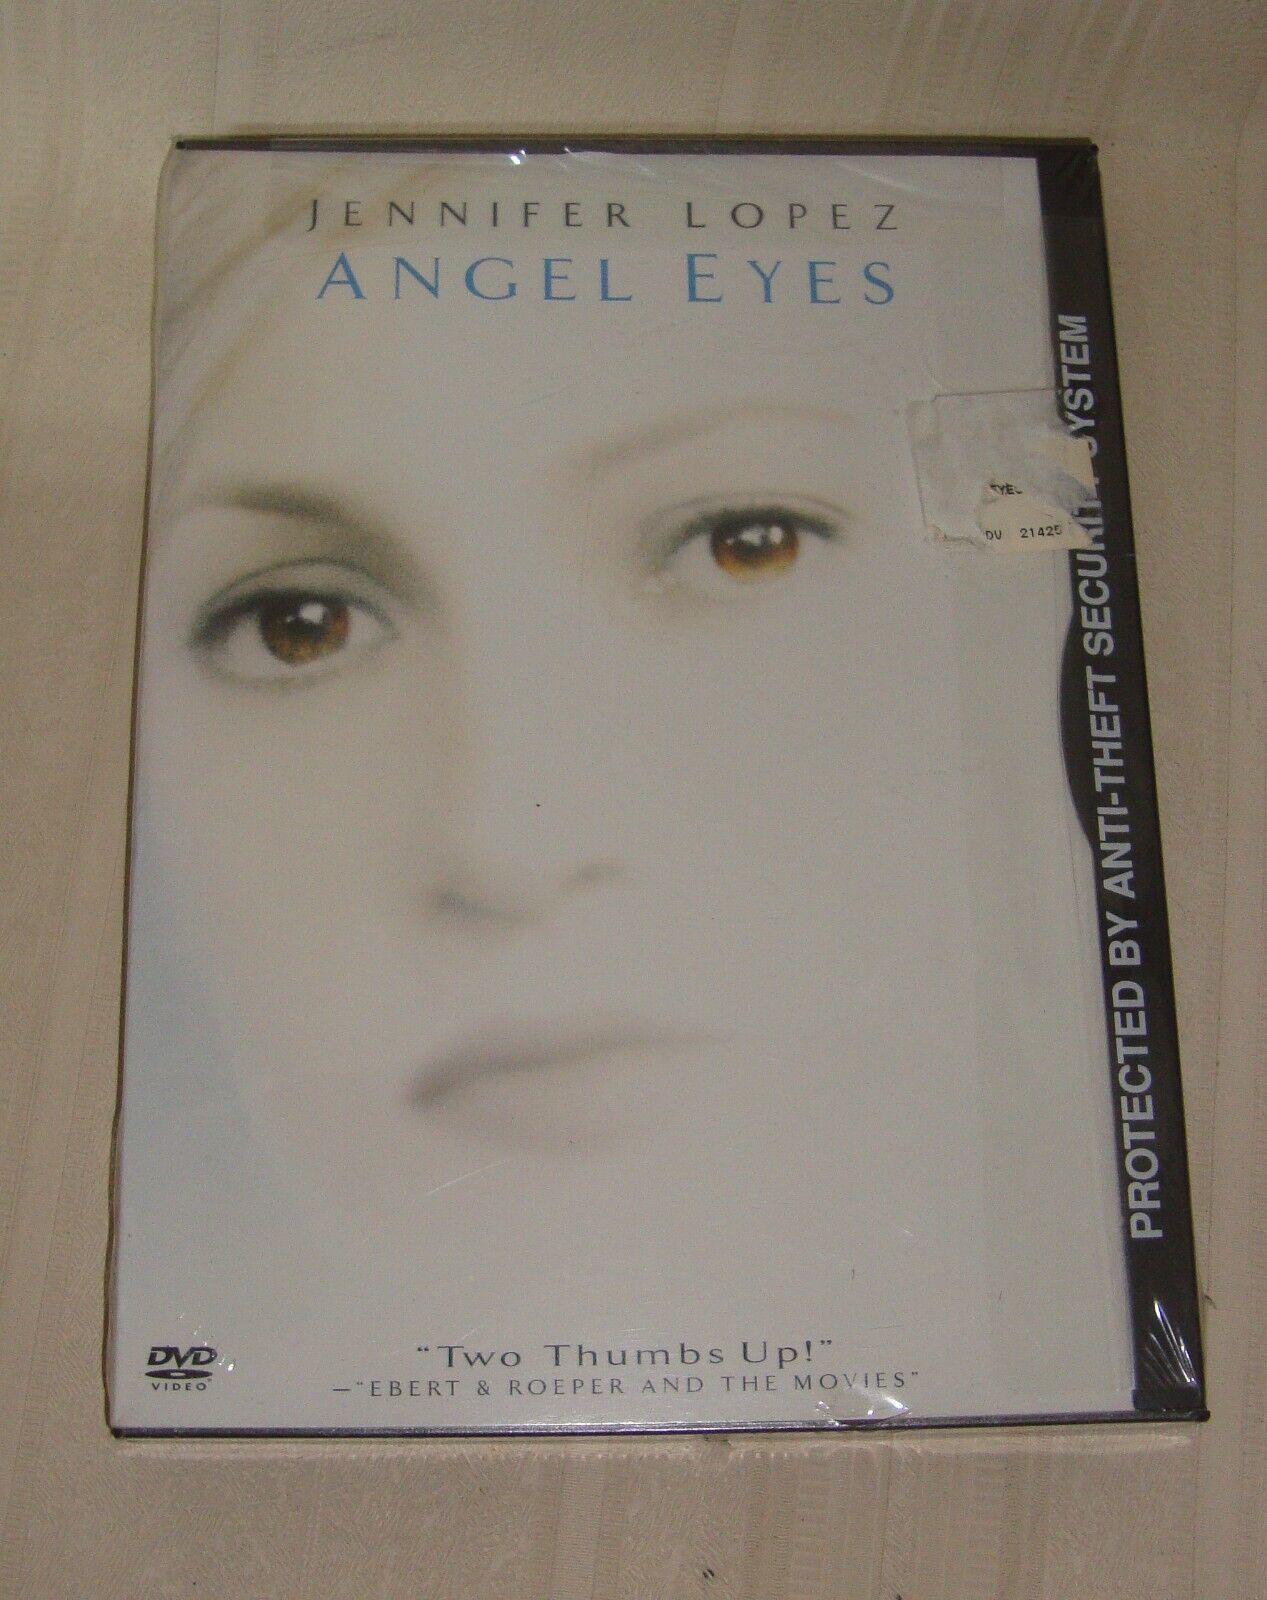 JENNIFER LOPEZ
ANGEL EYES
DV 21425
PROTECTED BY ANTI-THEFT SECURITY SYSTEM
DVD
VIDEO
“Two Thumbs Up!”
–“EBERT & ROEPER AND THE MOVIES”